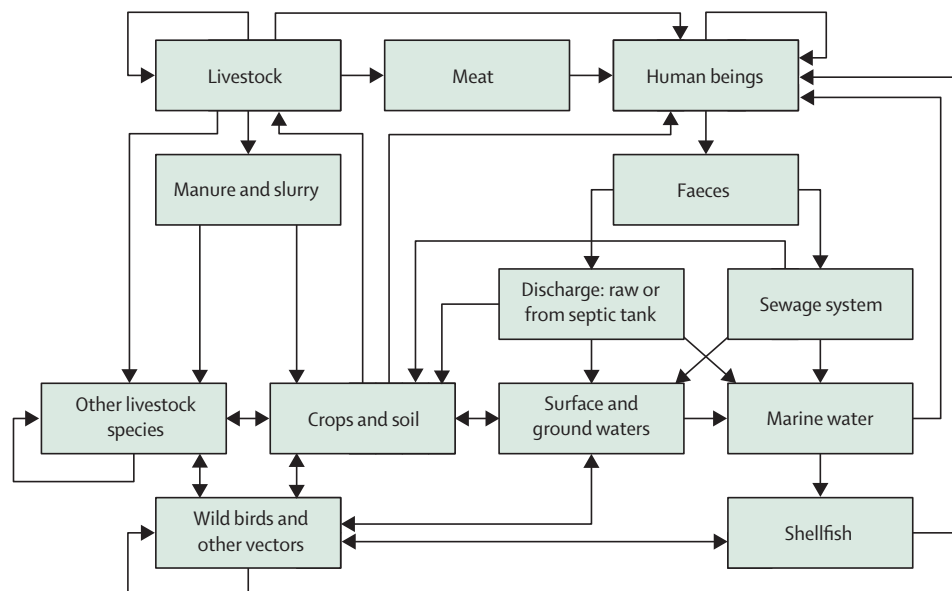 Livestock
Meat
Human beings
Manure and slurry
Faeces
Discharge: raw or
from septic tank
Sewage system
Other livestock
species
Crops and soil
Surface and
ground waters
Marine water
Wild birds and
other vectors
Shellfish